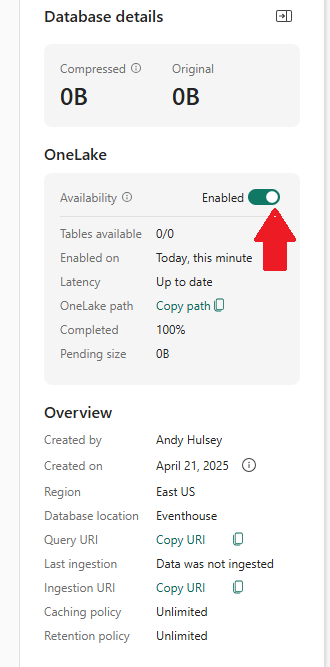 Database details
Compressed Original
0B 0B
OneLake
Availability Enabled
Tables available 0/0
Enabled on Today, this minute
Latency Up to date
OneLake path Copy path
Completed 100%
Pending size 0B
Overview
Created by Andy Hulsey
Created on April 21, 2025
Region East US
Database location Eventhouse
Query URI Copy URI
Last ingestion Data was not ingested
Ingestion URI Copy URI
Caching policy Unlimited
Retention policy Unlimited